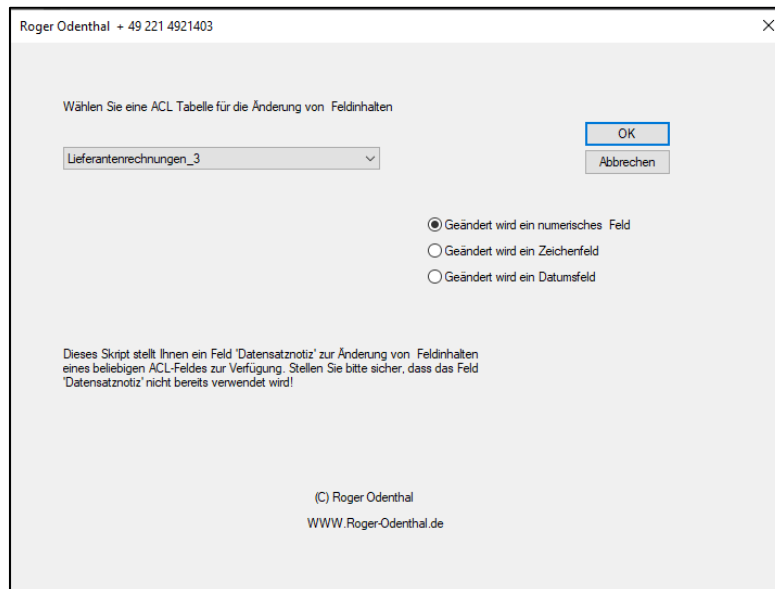 Roger Odenthal + 49 221 4921403
Wählen Sie eine ACL Tabelle für die Änderung von Feldinhalten
OK
Lieferantenrechnungen_3
Abbrechen
Geändert wird ein numerisches Feld
Geändert wird ein Zeichenfeld
Geändert wird ein Datumsfeld
Dieses Skript stellt Ihnen ein Feld 'Datensatznotiz' zur Änderung von Feldinhalten
eines beliebigen ACL-Feldes zur Verfügung. Stellen Sie bitte sicher, dass das Feld
'Datensatznotiz' nicht bereits verwendet wird!
(C) Roger Odenthal
WWW.Roger-Odenthal.de